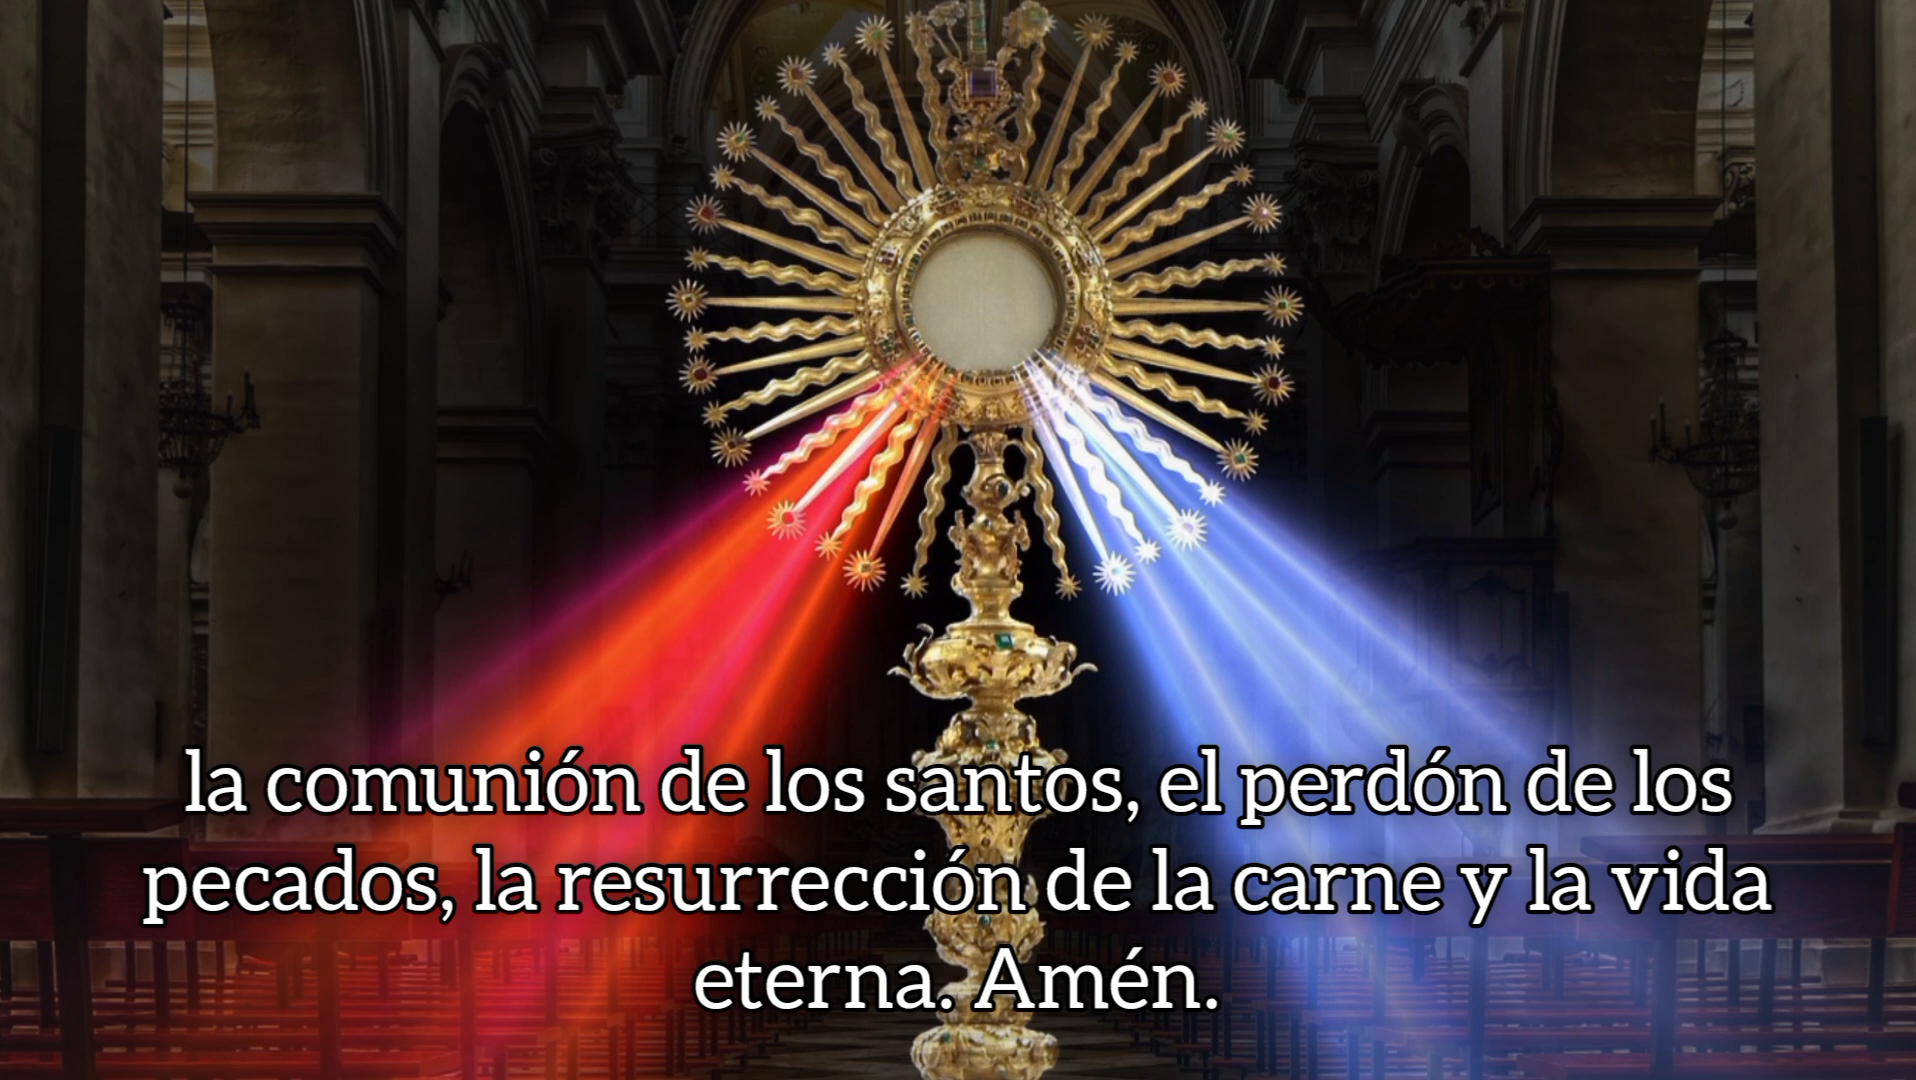 la comunión de los santos, el perdón de los
pecados, la resurrección de la carne y la vida
eterna. Amén.